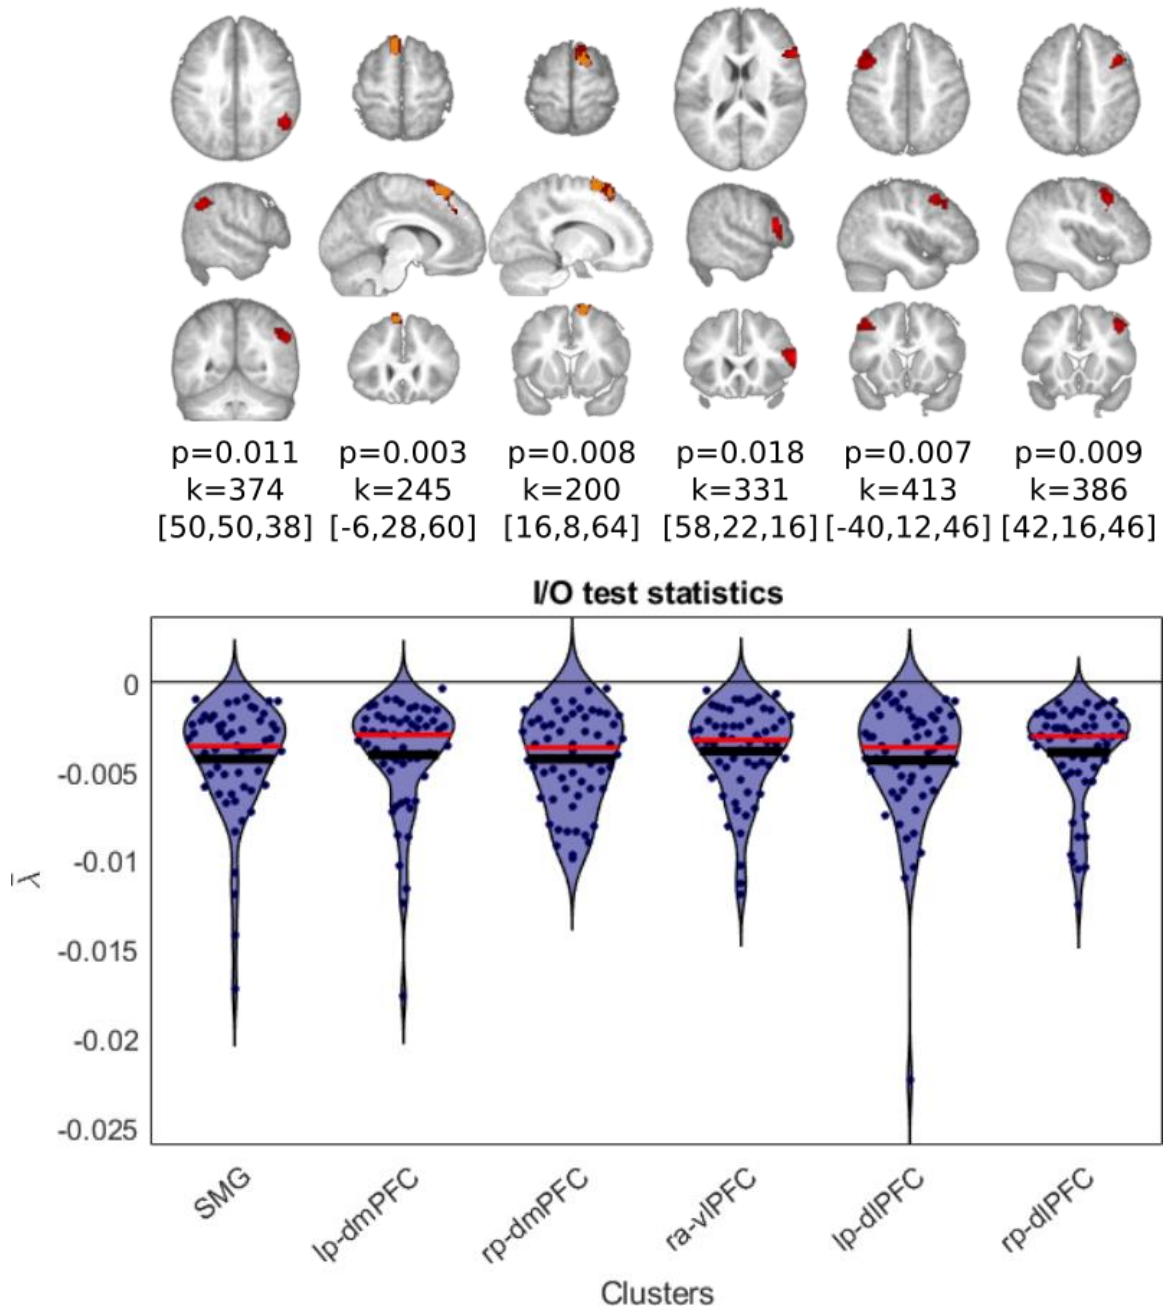 p=0.011 p=0.003 p=0.008 p=0.018 p=0.007 p=0.009
k=374 k=245 k=200 k=331 k=413 k=386
[50,50,38] [-6,28,60] [16,8,64] [58,22,16] [-40,12,46] [42,16,46]
I/O test statistics
0
-0.005
-0.01
-0.015
-0.02
-0.025
λ̄
SMG lp-dmPFC rp-dmPFC ra-vlPFC lp-dlPFC rp-dlPFC
Clusters